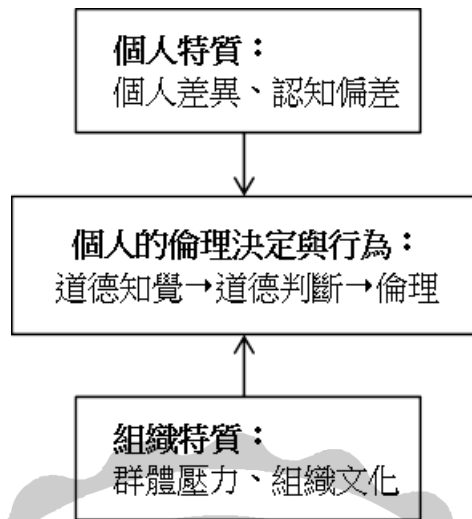 個人特質：
個人差異、認知偏差
個人的倫理決定與行為：
道德知覺→道德判斷→倫理
組織特質：
群體壓力、組織文化